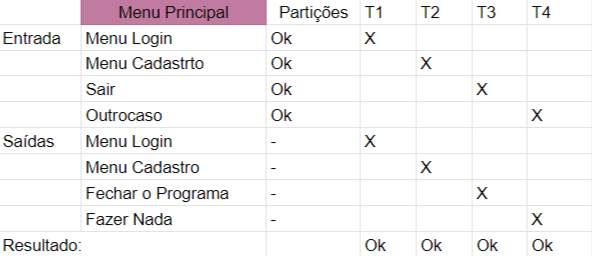 Menu Principal Partições T1 T2 T3 T4
Entrada Menu Login Ok X
Menu Cadastrto Ok X
Sair Ok X
Outrocaso Ok X
Saídas Menu Login - X
Menu Cadastro - X
Fechar o Programa - X
Fazer Nada - X
Resultado: Ok Ok Ok Ok